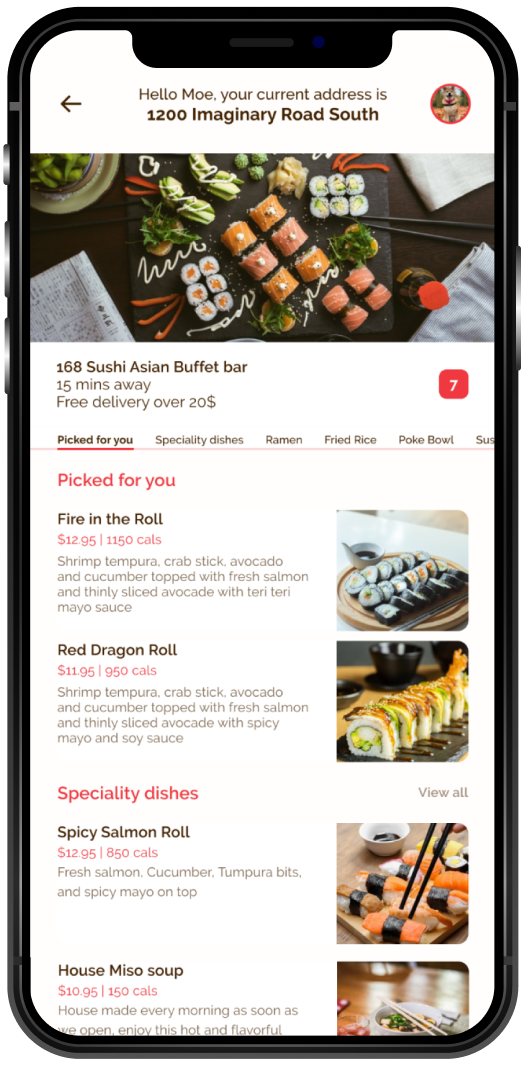 Hello Moe, your current address is
1200 Imaginary Road South
168 Sushi Asian Buffet bar
15 mins away
Free delivery over 20$
7
Picked for you Speciality dishes Ramen Fried Rice Poke Bowl Sus
Picked for you
Fire in the Roll
$12.95 | 1150 cals
Shrimp tempura, crab stick, avocado
and cucumber topped with fresh salmon
and thinly sliced avocade with teri teri
mayo sauce
Red Dragon Roll
$11.95 | 950 cals
Shrimp tempura, crab stick, avocado
and cucumber topped with fresh salmon
and thinly sliced avocade with spicy
mayo and soy sauce
Speciality dishes View all
Spicy Salmon Roll
$12.95 | 850 cals
Fresh salmon, Cucumber, Tumpura bits,
and spicy mayo on top
House Miso soup
$10.95 | 150 cals
House made every morning as soon as
we open, enjoy this hot and flavorful